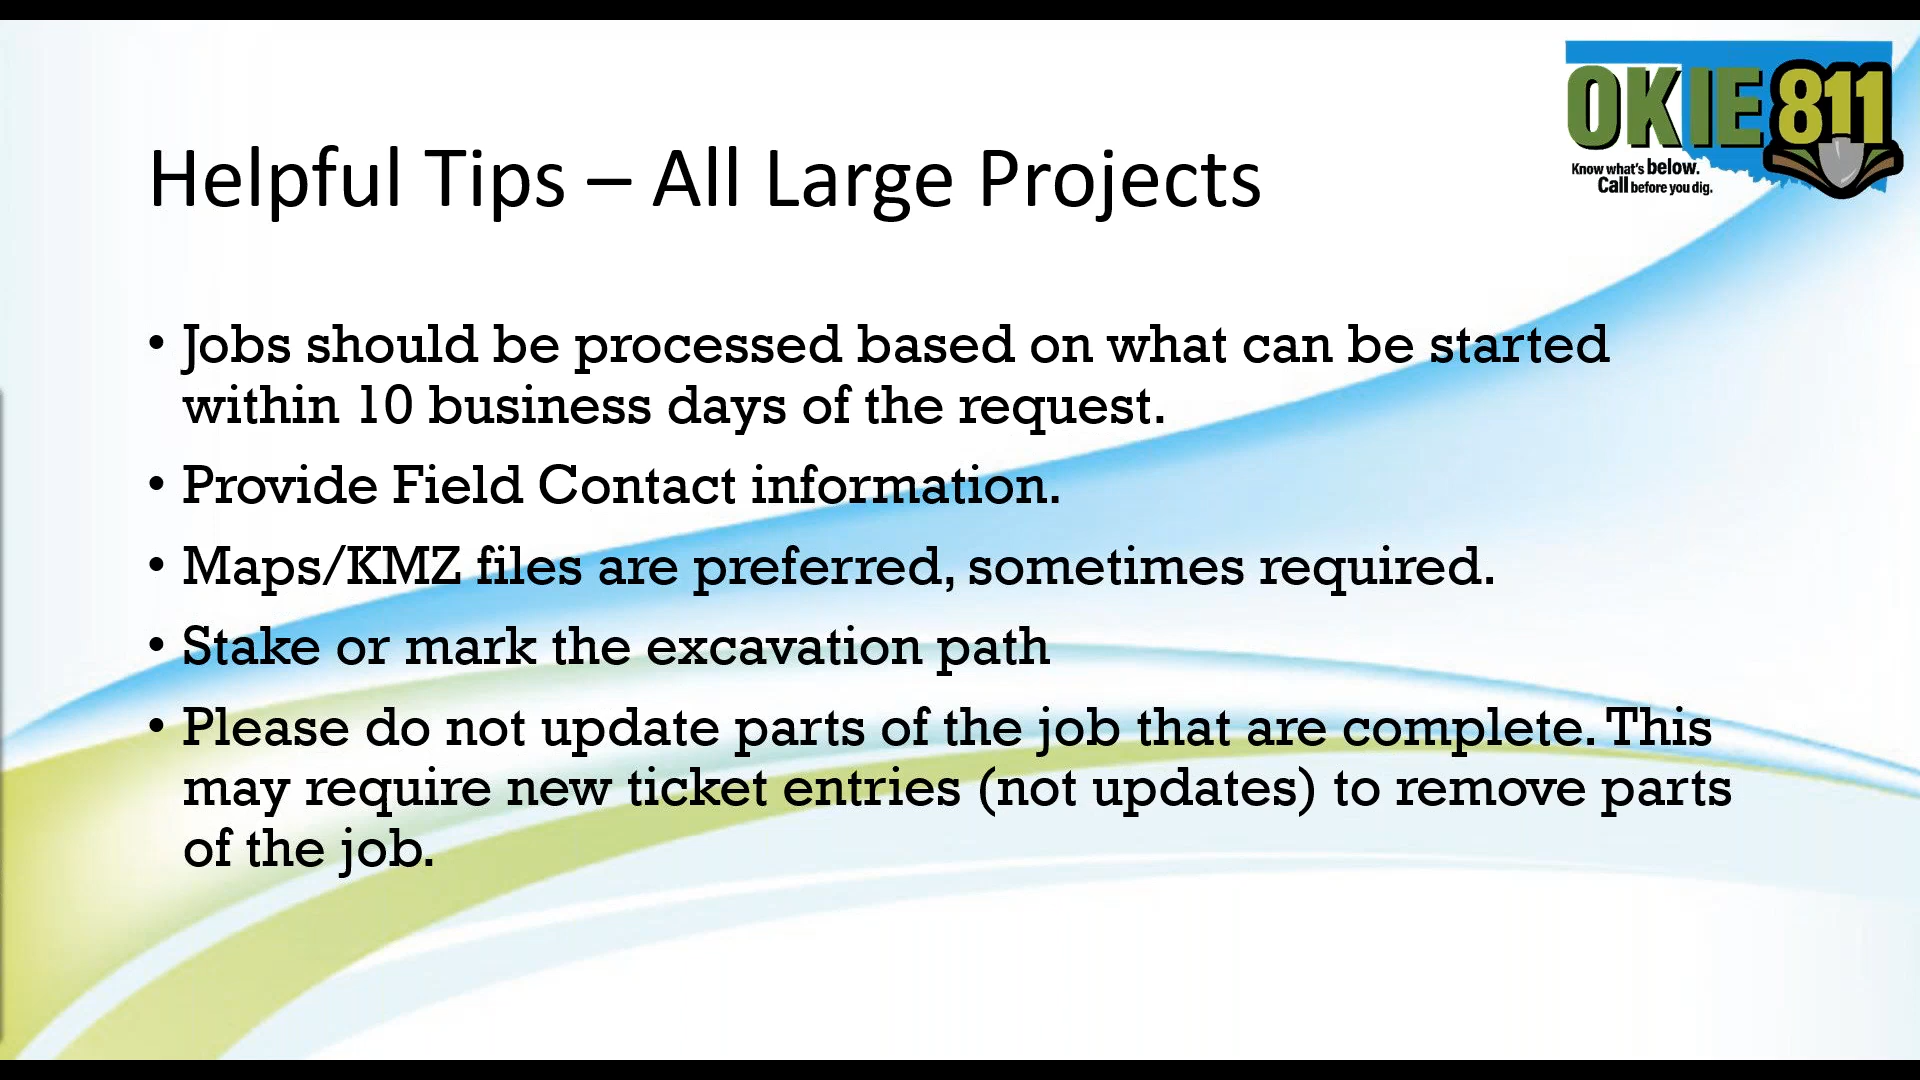 OKIE811
Know what's below.
Call before you dig.
Helpful Tips – All Large Projects
• Jobs should be processed based on what can be started
within 10 business days of the request.
• Provide Field Contact information.
• Maps/KMZ files are preferred, sometimes required.
• Stake or mark the excavation path
• Please do not update parts of the job that are complete. This
may require new ticket entries (not updates) to remove parts
of the job.